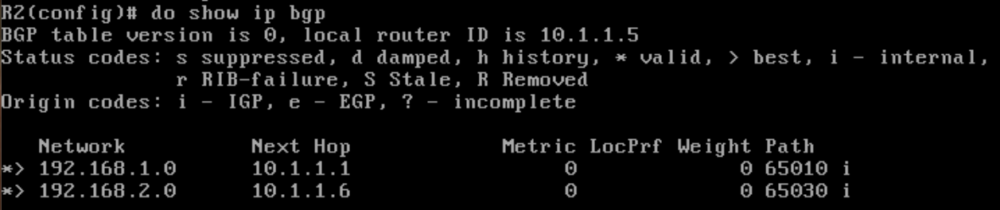 R2(config)# do show ip bgp
BGP table version is 0, local router ID is 10.1.1.5
Status codes: s suppressed, d damped, h history, * valid, > best, i - internal,
              r RIB-failure, S Stale, R Removed
Origin codes: i - IGP, e - EGP, ? - incomplete

   Network          Next Hop            Metric LocPrf Weight Path
*> 192.168.1.0      10.1.1.1                 0             0 65010 i
*> 192.168.2.0      10.1.1.6                 0             0 65030 i